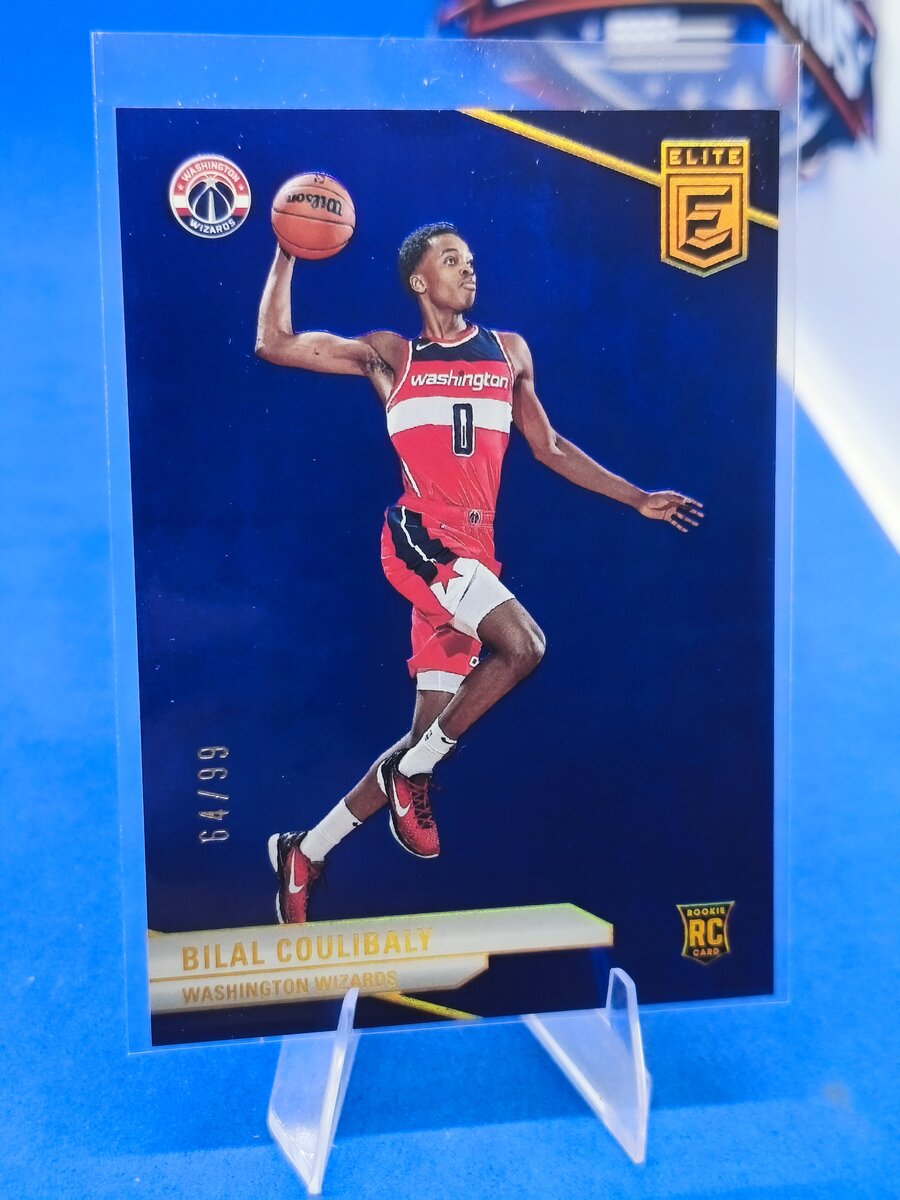 WASHINGTON
WIZARDS
Wilson
ELITE
E
washington
0
64/99
BILAL COULIBALY
WASHINGTON WIZARDS
ROOKIE
RC
CARD